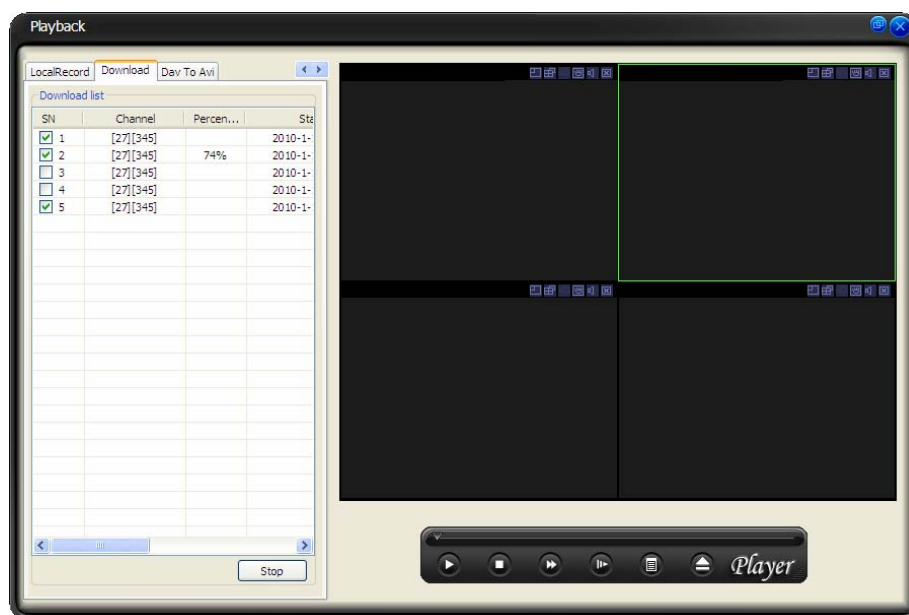 Playback
LocalRecord Download Dav To Avi
Download list
SN Channel Percen... Sta
1 [27][345] 2010-1-
2 [27][345] 74% 2010-1-
3 [27][345] 2010-1-
4 [27][345] 2010-1-
5 [27][345] 2010-1-
Stop
Player